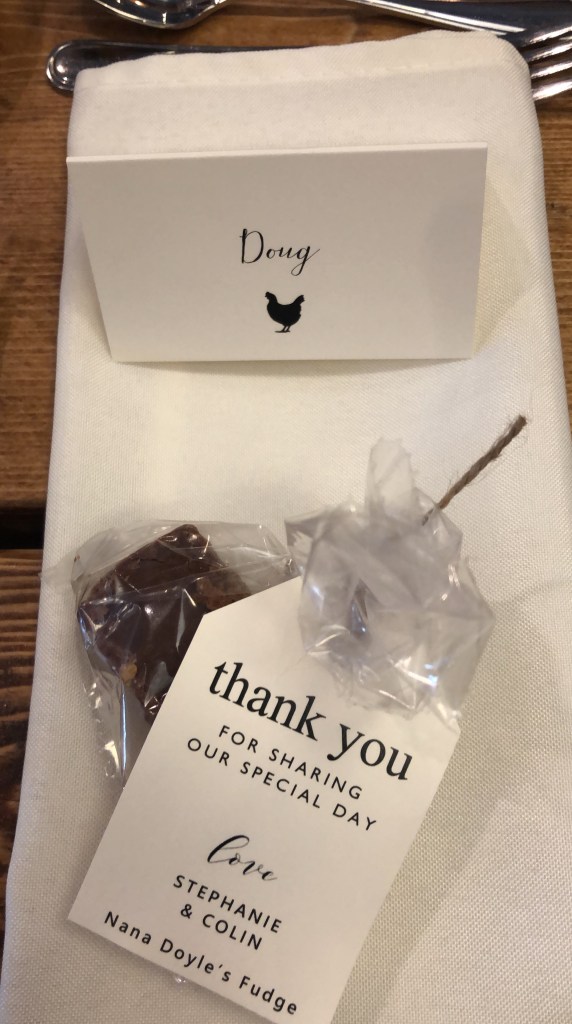 Doug
thank you
FOR SHARING
OUR SPECIAL DAY
love
STEPHANIE
& COLIN
Nana Doyle's Fudge